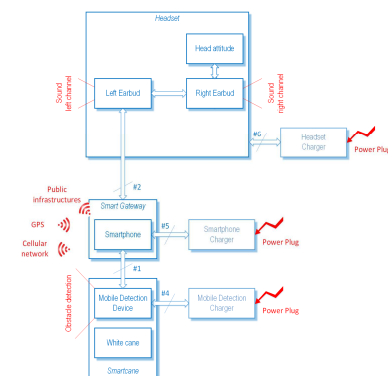 Headset
Head attitude
Left Earbud
Right Earbud
Sound
left channel
Sound
right channel
#6
Headset
Charger
Power Plug
#2
Public
infrastructures
Smart Gateway
GPS
Smartphone
#5
Smartphone
Charger
Power Plug
Cellular
network
#1
Obstacle detection
Mobile Detection
Device
#4
Mobile Detection
Charger
Power Plug
White cane
Smartcane